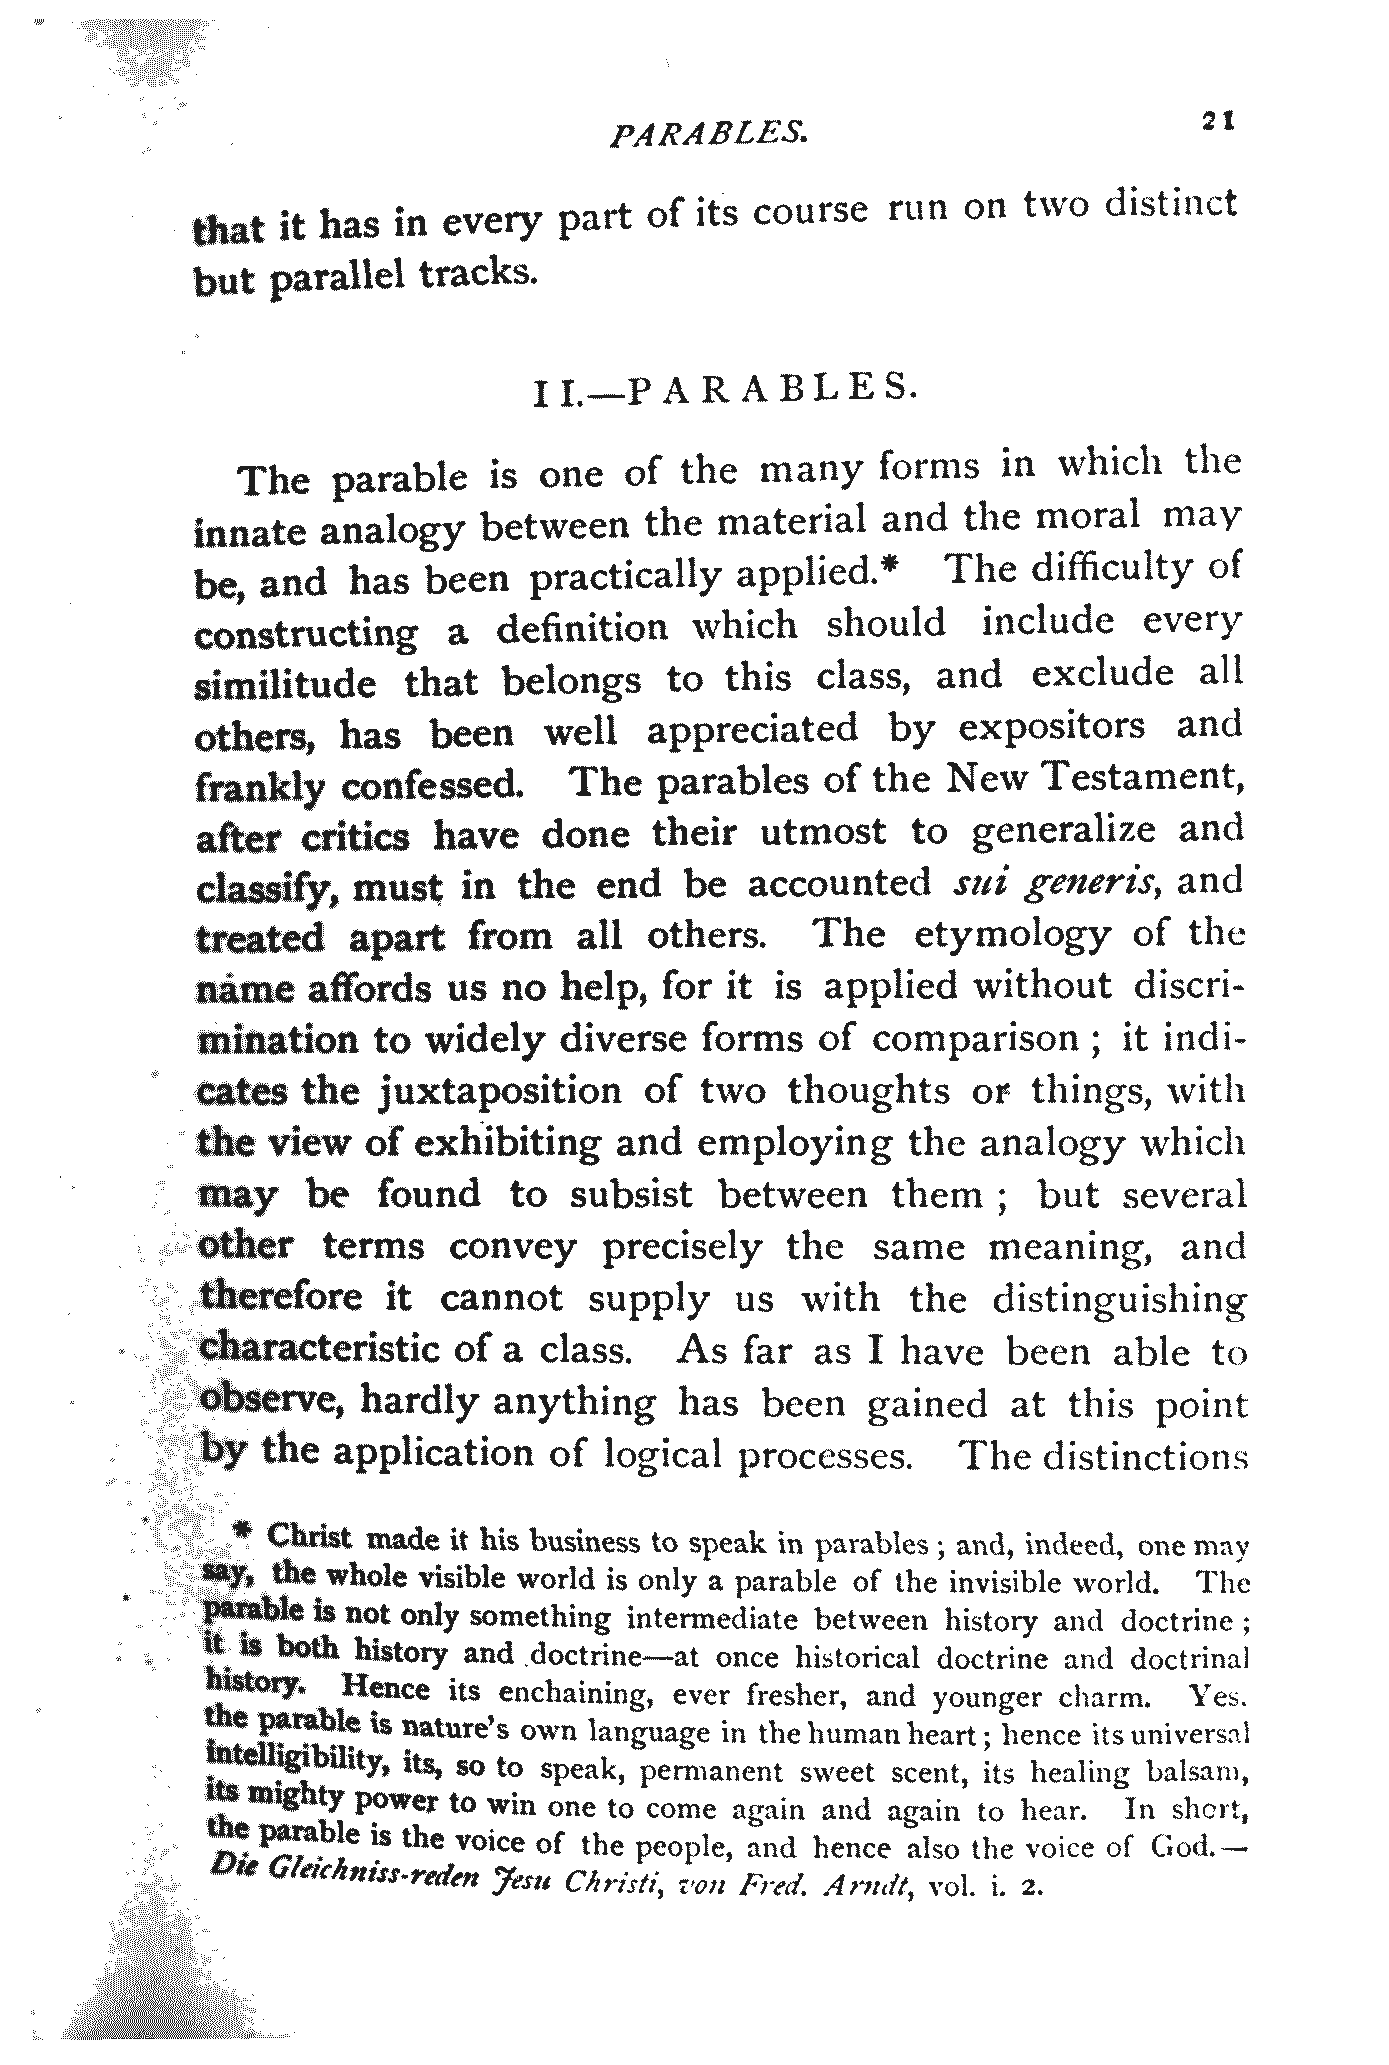 PARABLES. 21
that it has in every part of its course run on two distinct
but parallel tracks.
II.—PARABLES.
The parable is one of the many forms in which the
innate analogy between the material and the moral may
be, and has been practically applied.* The difficulty of
constructing a definition which should include every
similitude that belongs to this class, and exclude all
others, has been well appreciated by expositors and
frankly confessed. The parables of the New Testament,
after critics have done their utmost to generalize and
classify, must in the end be accounted sui generis, and
treated apart from all others. The etymology of the
name affords us no help, for it is applied without discri-
mination to widely diverse forms of comparison; it indi-
cates the juxtaposition of two thoughts or things, with
the view of exhibiting and employing the analogy which
may be found to subsist between them; but several
other terms convey precisely the same meaning, and
therefore it cannot supply us with the distinguishing
characteristic of a class. As far as I have been able to
observe, hardly anything has been gained at this point
by the application of logical processes. The distinctions
* Christ made it his business to speak in parables; and, indeed, one may
say, the whole visible world is only a parable of the invisible world. The
parable is not only something intermediate between history and doctrine;
it is both history and doctrine—at once historical doctrine and doctrinal
history. Hence its enchaining, ever fresher, and younger charm. Yes.
the parable is nature's own language in the human heart; hence its universal
intelligibility, its, so to speak, permanent sweet scent, its healing balsam,
its mighty power to win one to come again and again to hear. In short,
the parable is the voice of the people, and hence also the voice of God.—
Die Gleichniss-reden Jesu Christi, von Fred. Arndt, vol. i. 2.